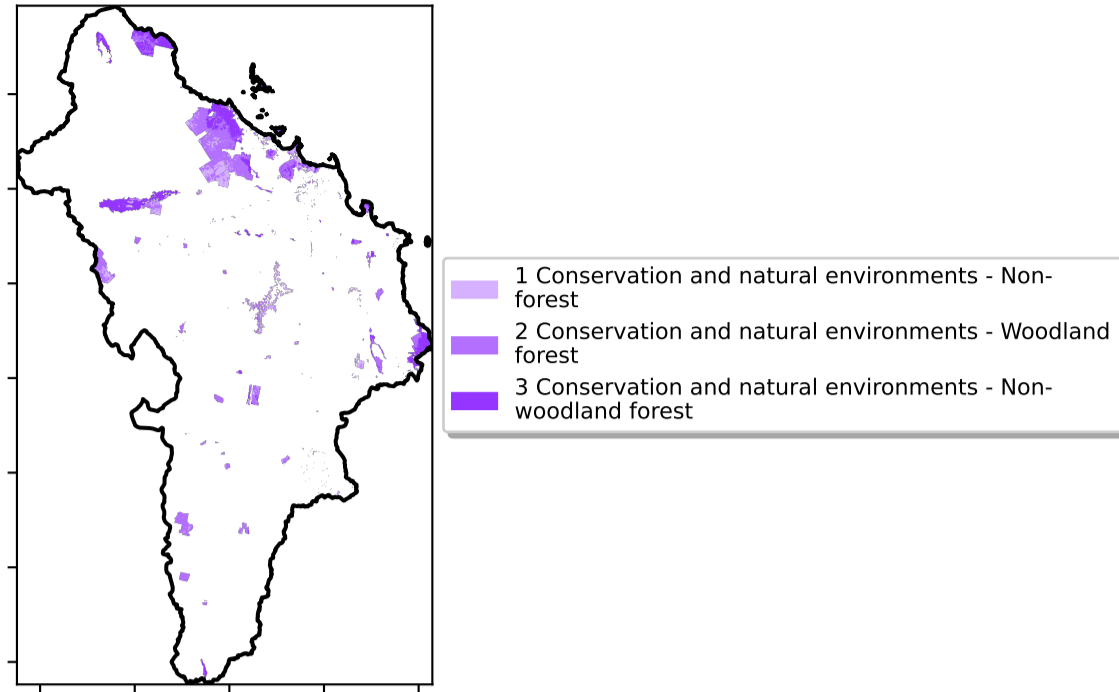 1 Conservation and natural environments - Non-
forest
2 Conservation and natural environments - Woodland
forest
3 Conservation and natural environments - Non-
woodland forest